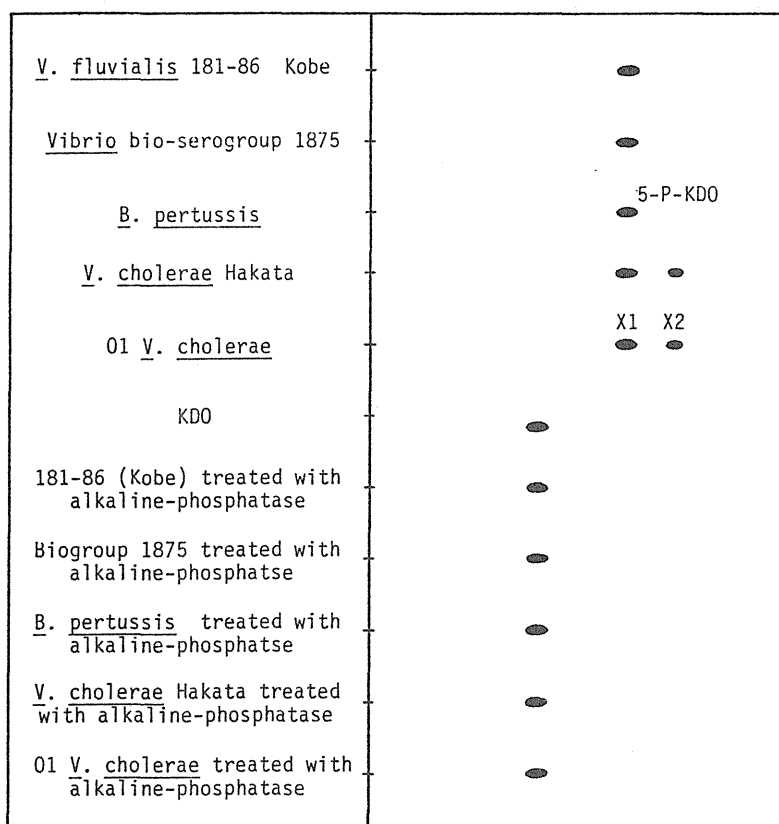 V. fluvialis 181-86 Kobe
Vibrio bio-serogroup 1875
5-P-KDO
B. pertussis
V. cholerae Hakata
X1 X2
O1 V. cholerae
KDO
181-86 (Kobe) treated with
alkaline-phosphatase
Biogroup 1875 treated with
alkaline-phosphatse
B. pertussis treated with
alkaline-phosphatse
V. cholerae Hakata treated
with alkaline-phosphatase
O1 V. cholerae treated with
alkaline-phosphatase